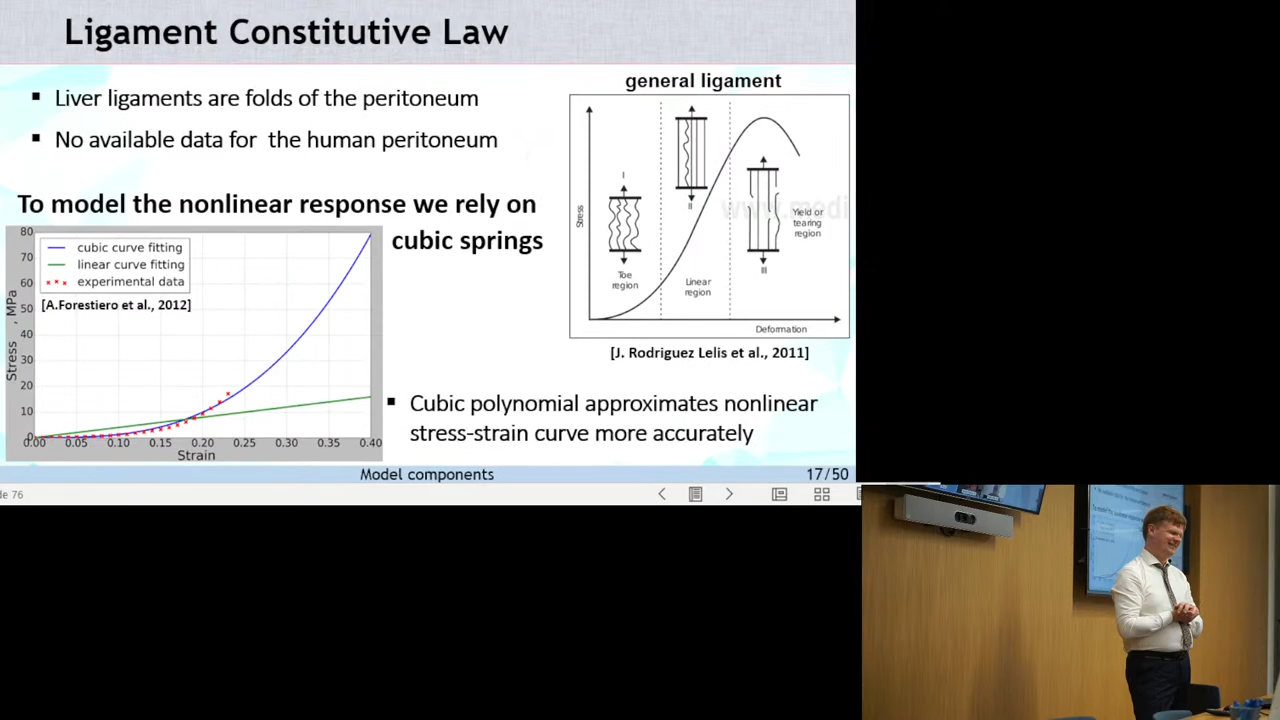 Ligament Constitutive Law
▪ Liver ligaments are folds of the peritoneum
▪ No available data for the human peritoneum
To model the nonlinear response we rely on
cubic springs
cubic curve fitting
linear curve fitting
experimental data
[A.Forestiero et al., 2012]
80
70
60
50
40
30
20
10
0
0.00 0.05 0.10 0.15 0.20 0.25 0.30 0.35 0.40
Stress , MPa
Strain
general ligament
Stress
I
II
III
Toe
region
Linear
region
Yield or
tearing
region
Deformation
www.medi
[J. Rodriguez Lelis et al., 2011]
▪ Cubic polynomial approximates nonlinear
stress-strain curve more accurately
Model components
17/50
de 76